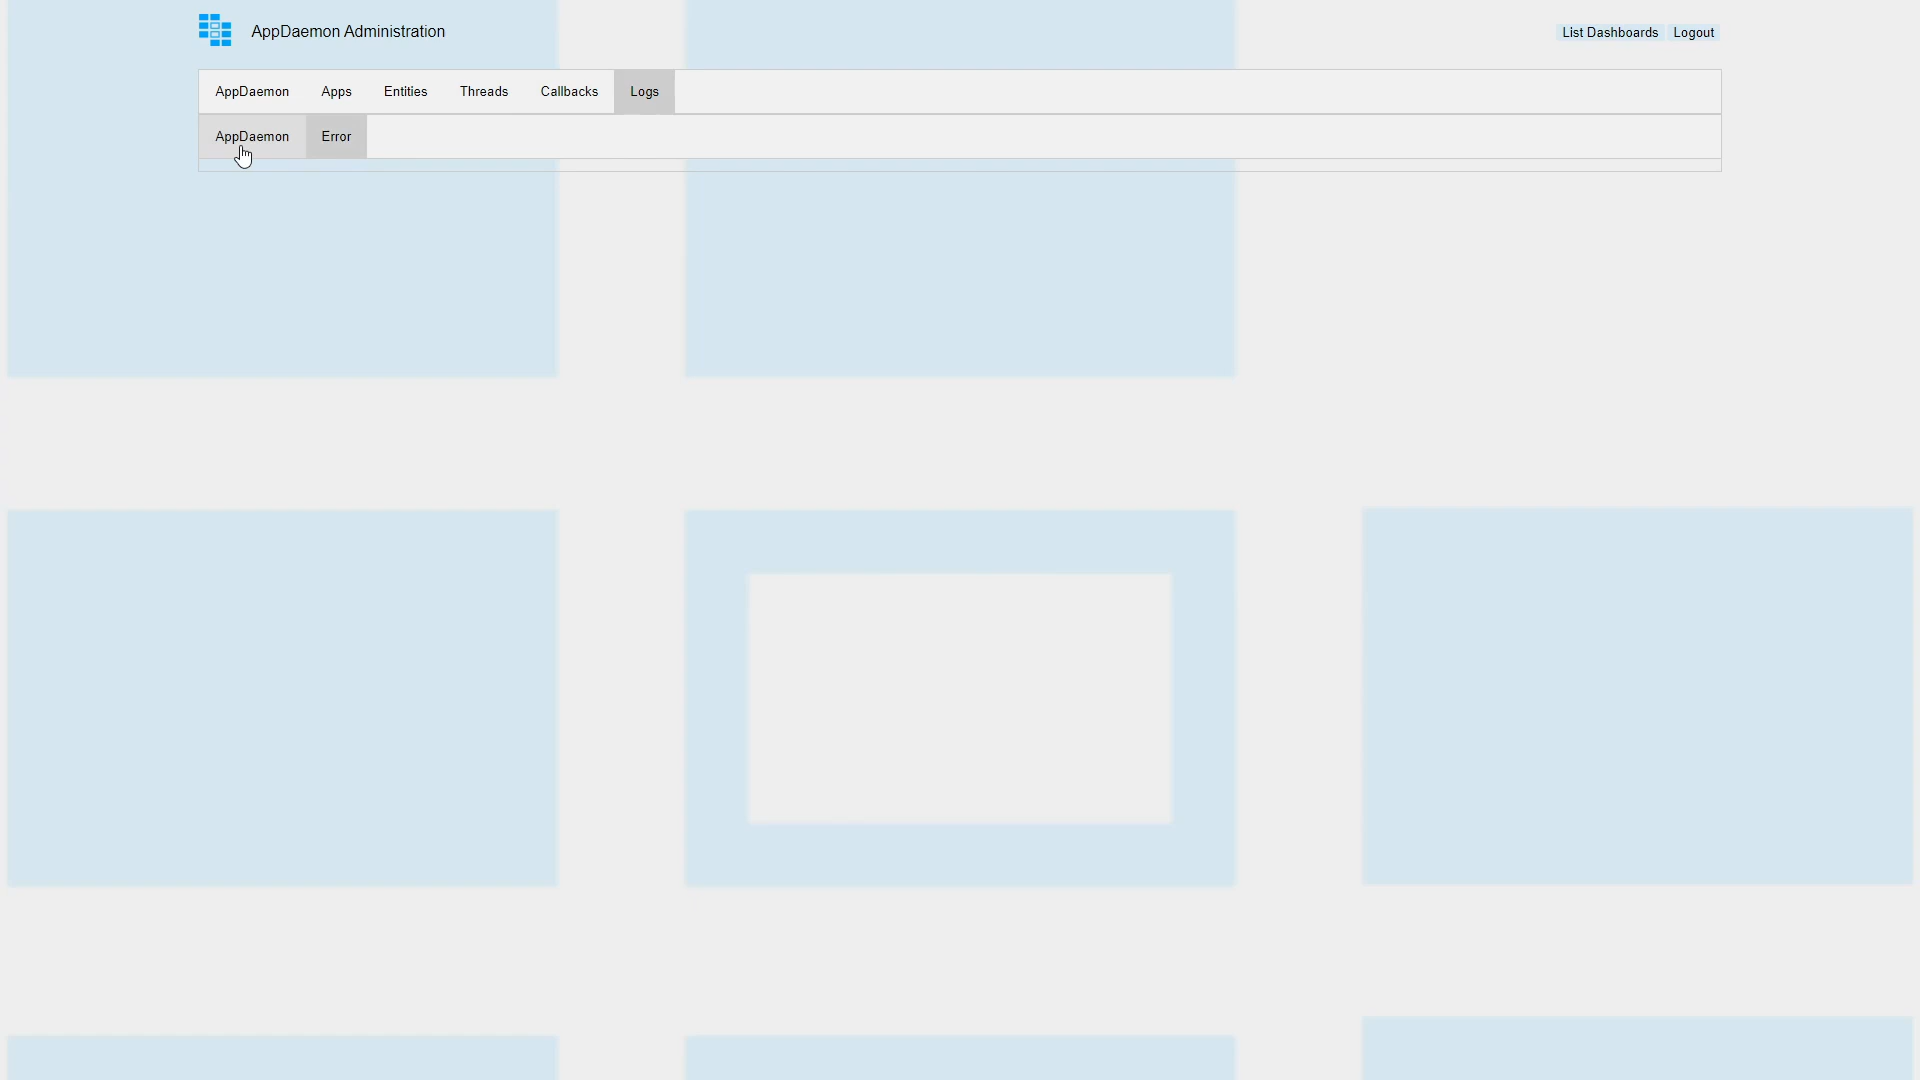 AppDaemon Administration
List Dashboards Logout
AppDaemon Apps Entities Threads Callbacks Logs
AppDaemon Error